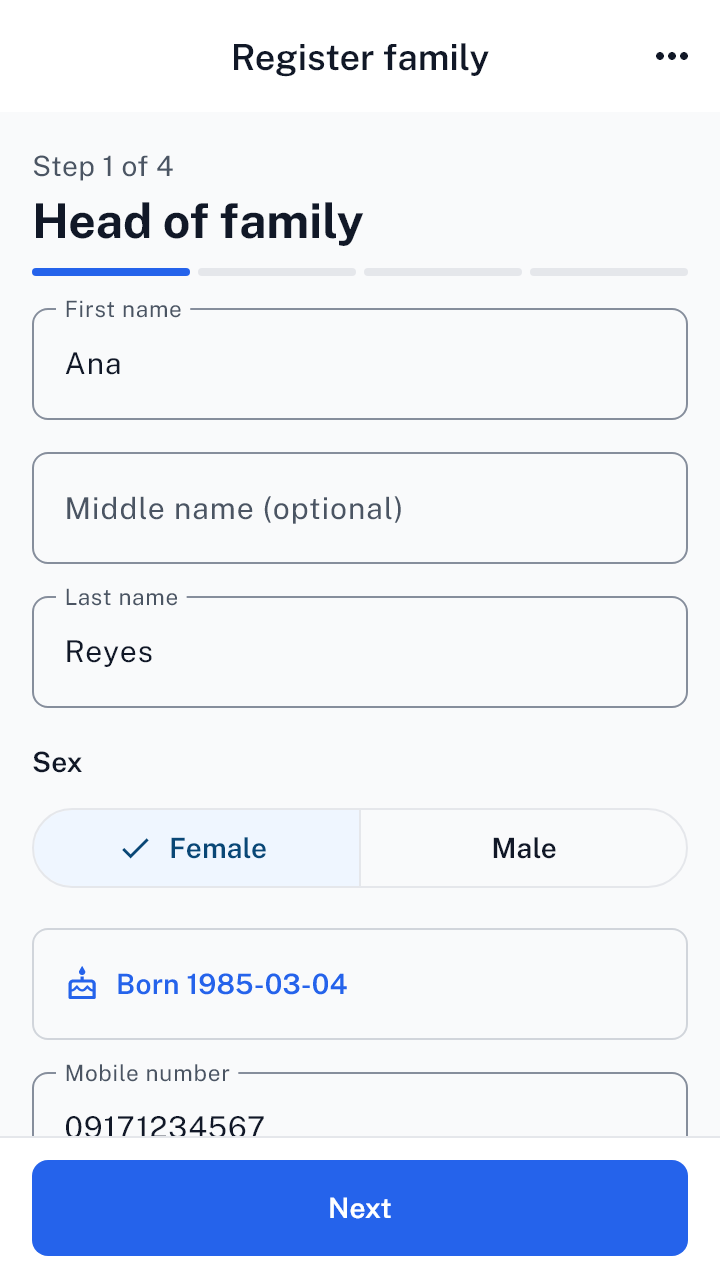 Register family
Step 1 of 4
Head of family
First name
Ana
Middle name (optional)
Last name
Reyes
Sex
Female
Male
Born 1985-03-04
Mobile number
09171234567
Next